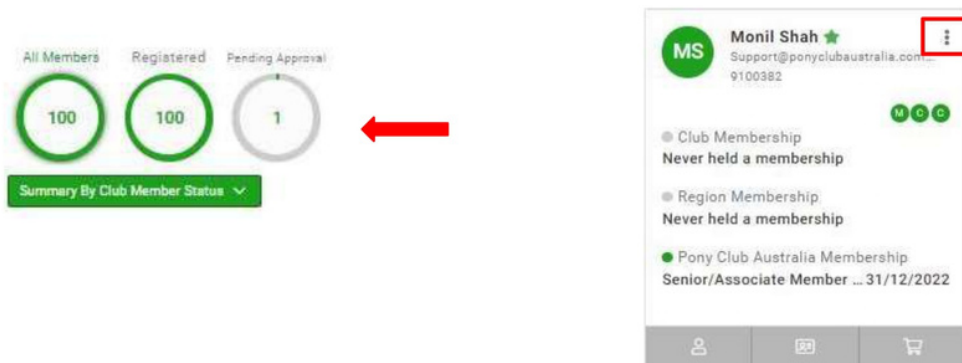 All Members Registered Pending Approval
100 100 1
Summary By Club Member Status
MS
Monil Shah
Support@ponyclubaustralia.com...
9100382
M C C
Club Membership
Never held a membership
Region Membership
Never held a membership
Pony Club Australia Membership
Senior/Associate Member ... 31/12/2022